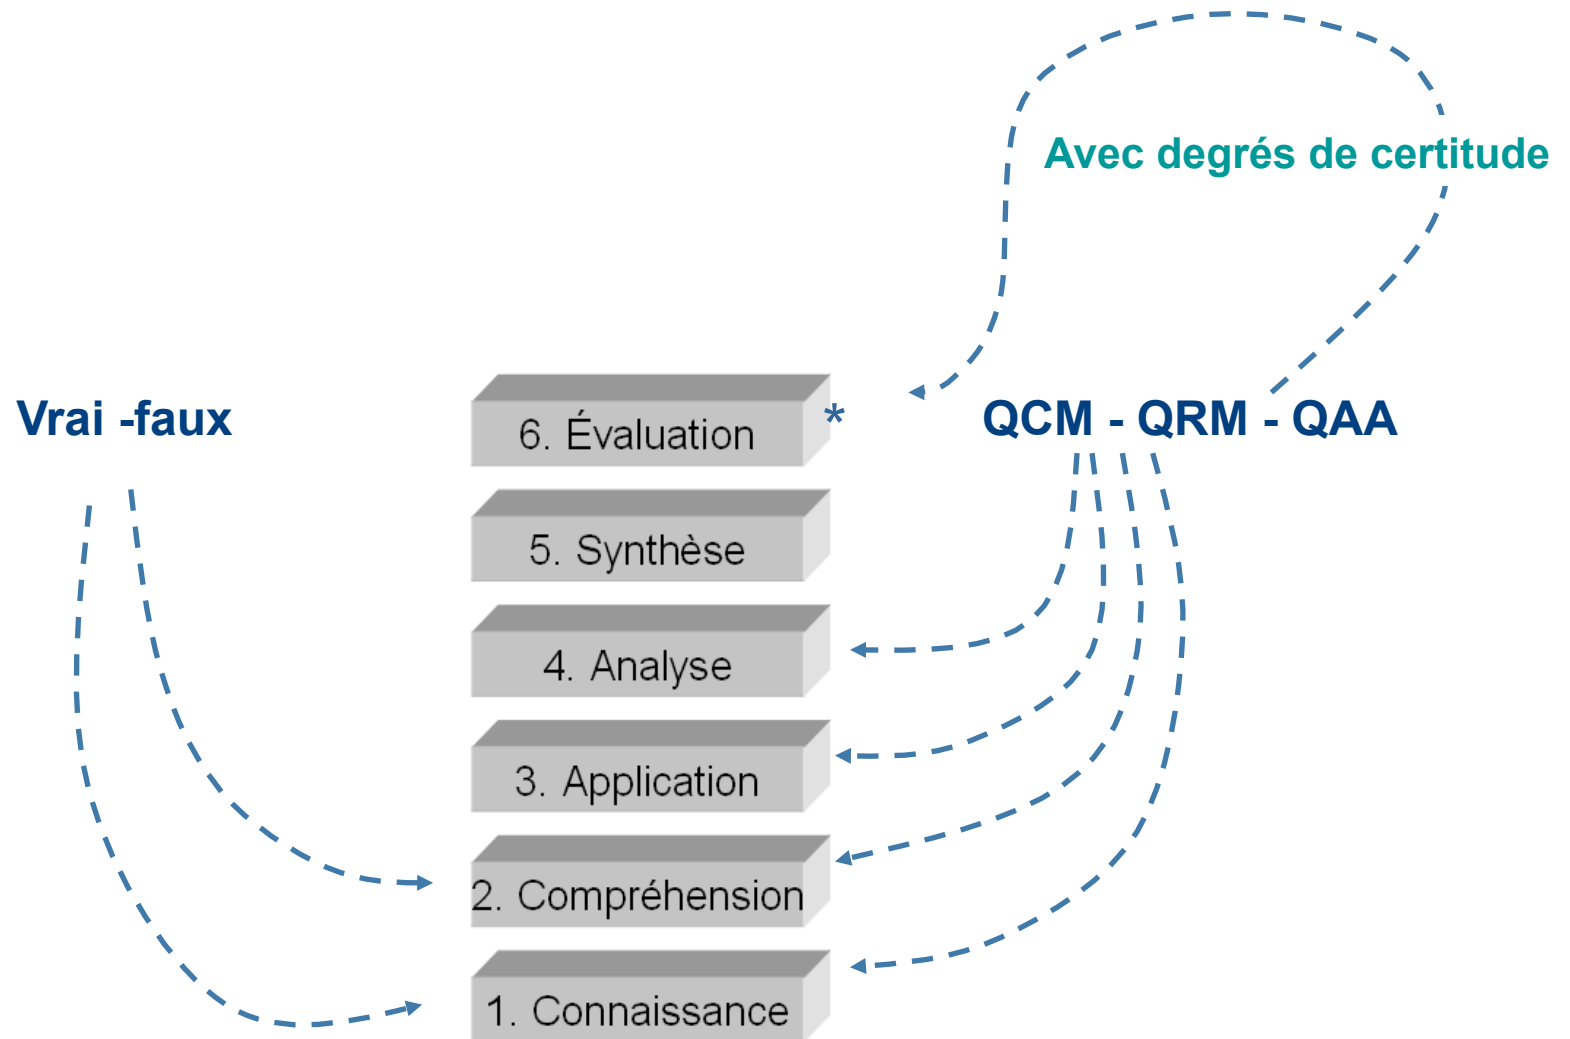 Avec degrés de certitude
Vrai -faux
6. Évaluation
*
QCM - QRM - QAA
5. Synthèse
4. Analyse
3. Application
2. Compréhension
1. Connaissance